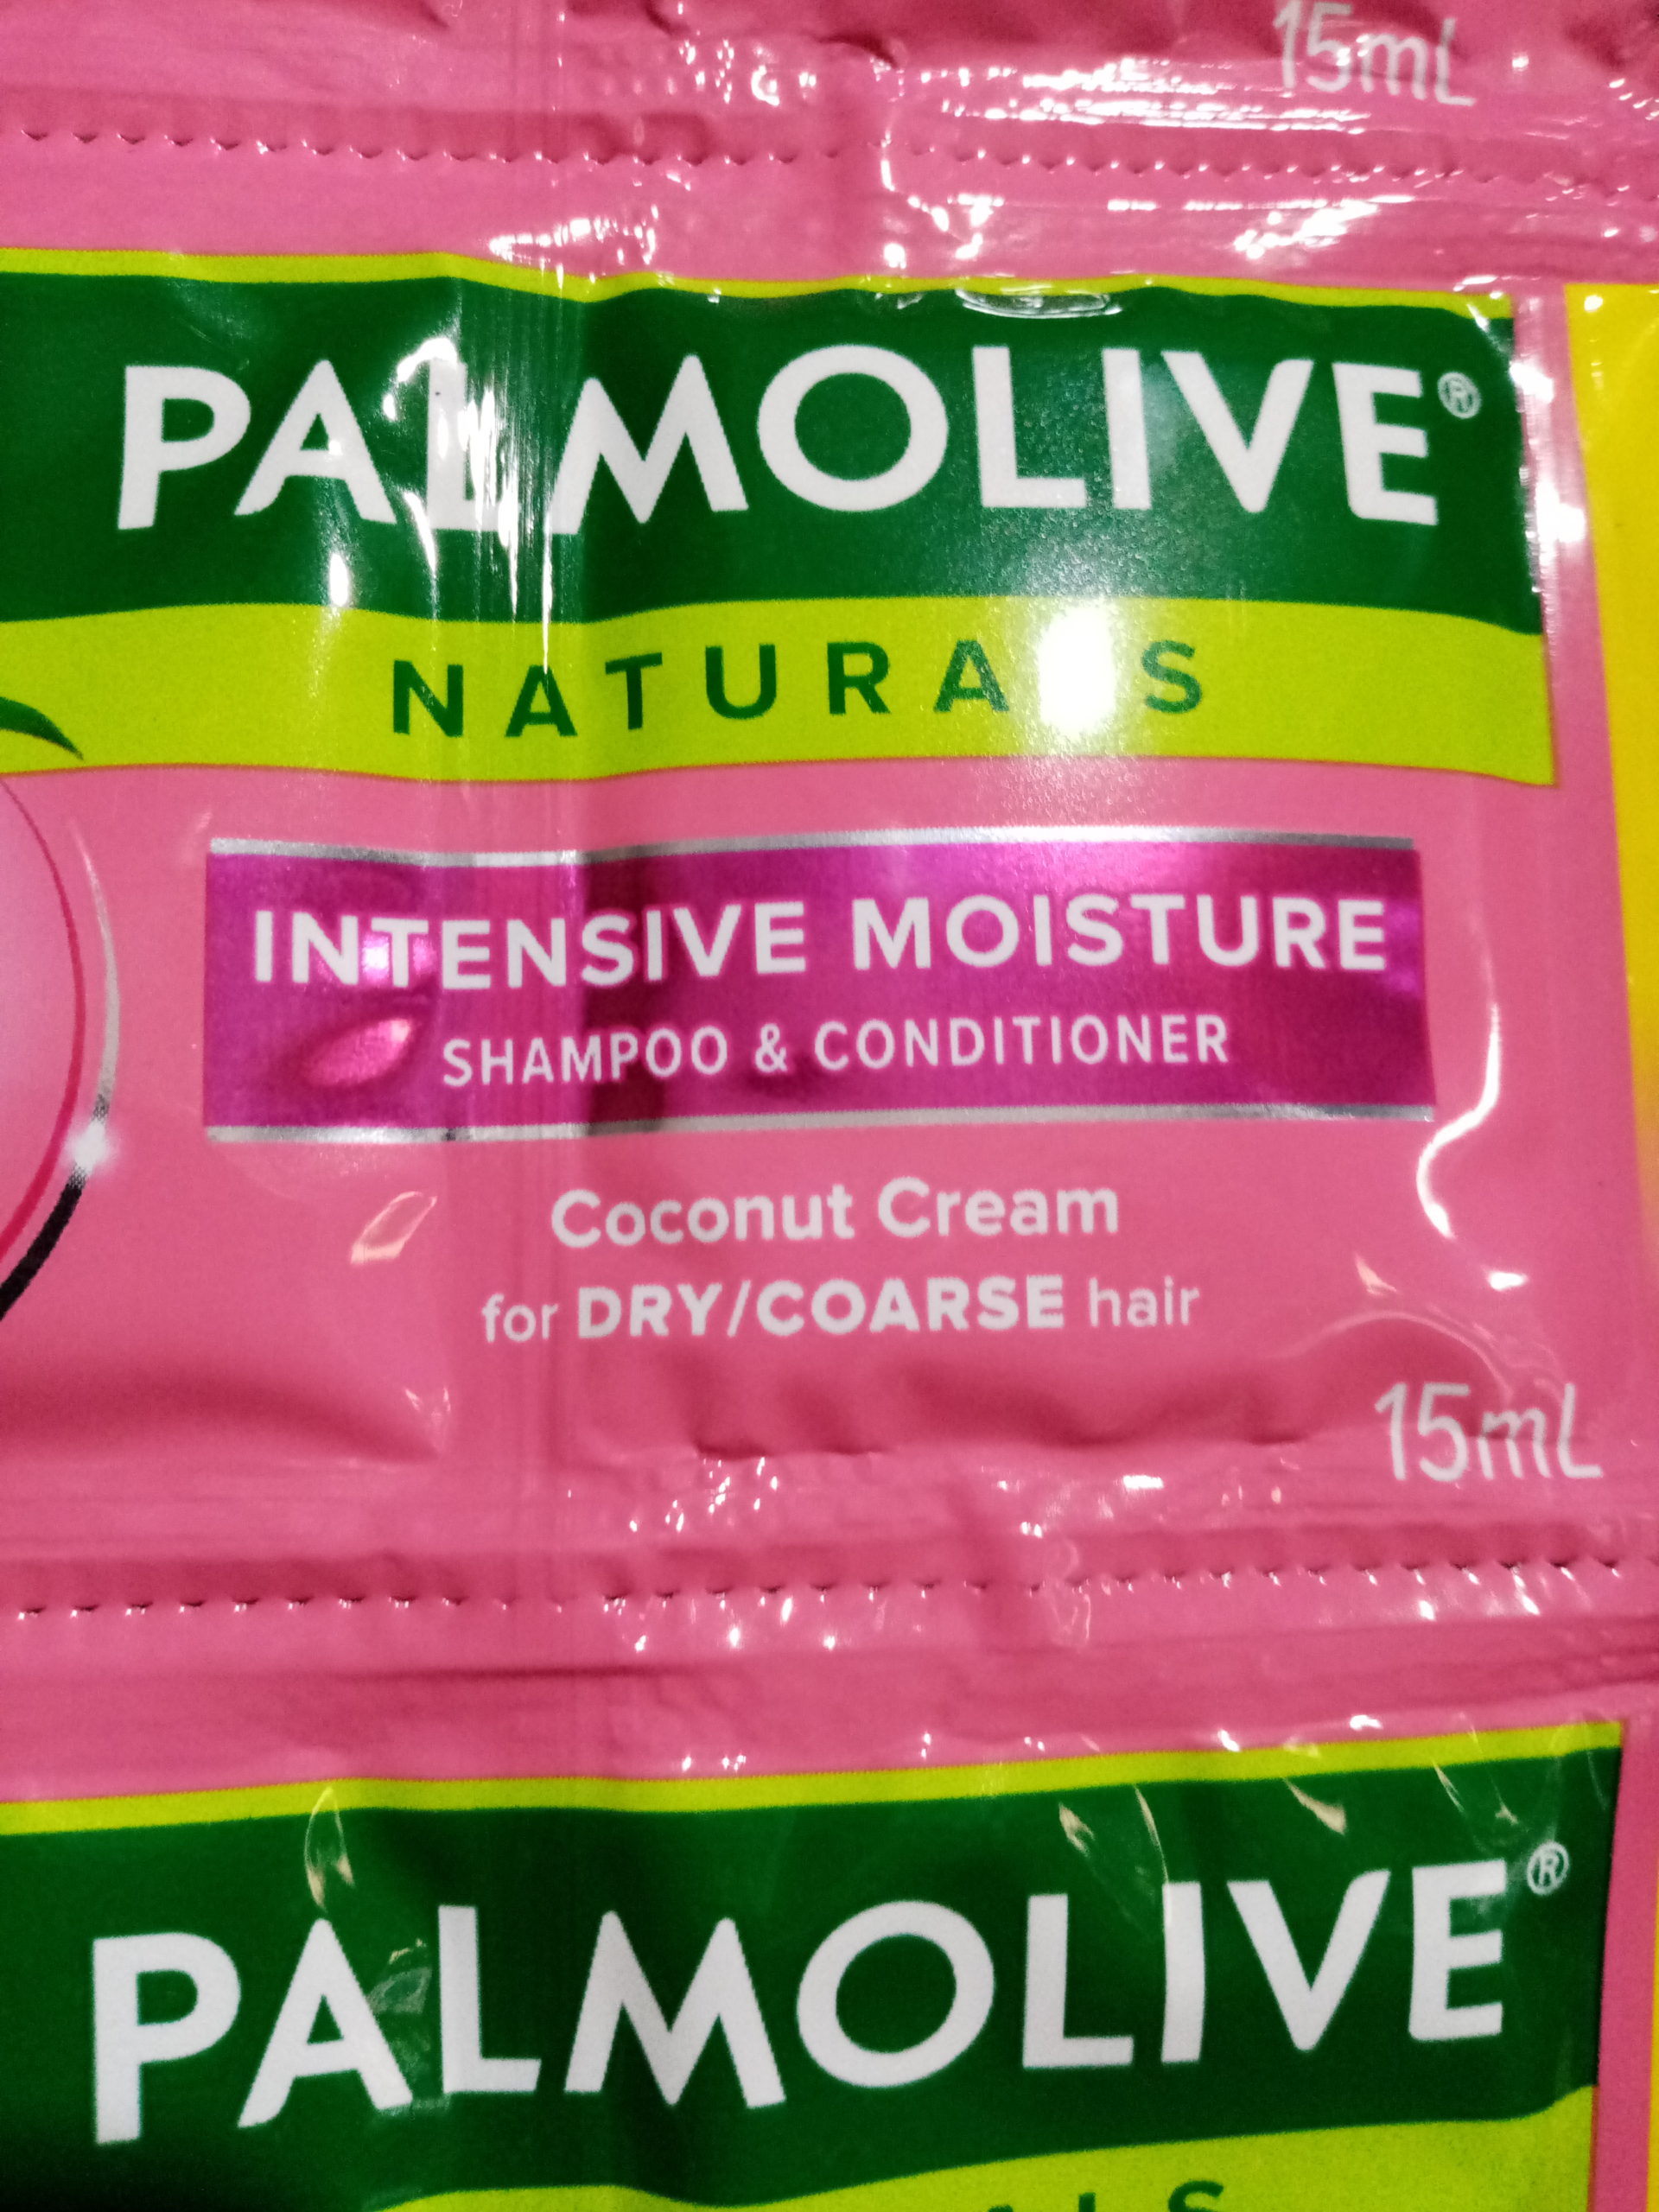 15mL
PALMOLIVE®
NATURALS
INTENSIVE MOISTURE
SHAMPOO & CONDITIONER
Coconut Cream
for DRY/COARSE hair
15mL
PALMOLIVE®